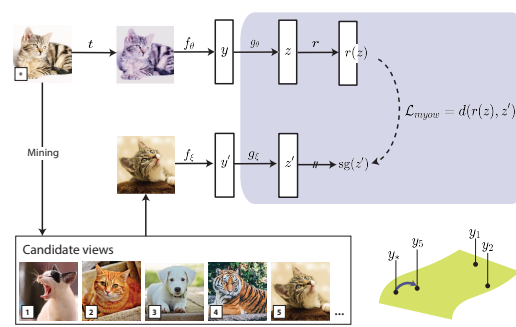 *
t
f_θ
y
g_θ
z
r
r(z)
L_myow = d(r(z), z′)
Mining
f_ξ
y′
g_ξ
z′
sg(z′)
Candidate views
1
2
3
4
5
...
y_*
y_5
y_1
y_2